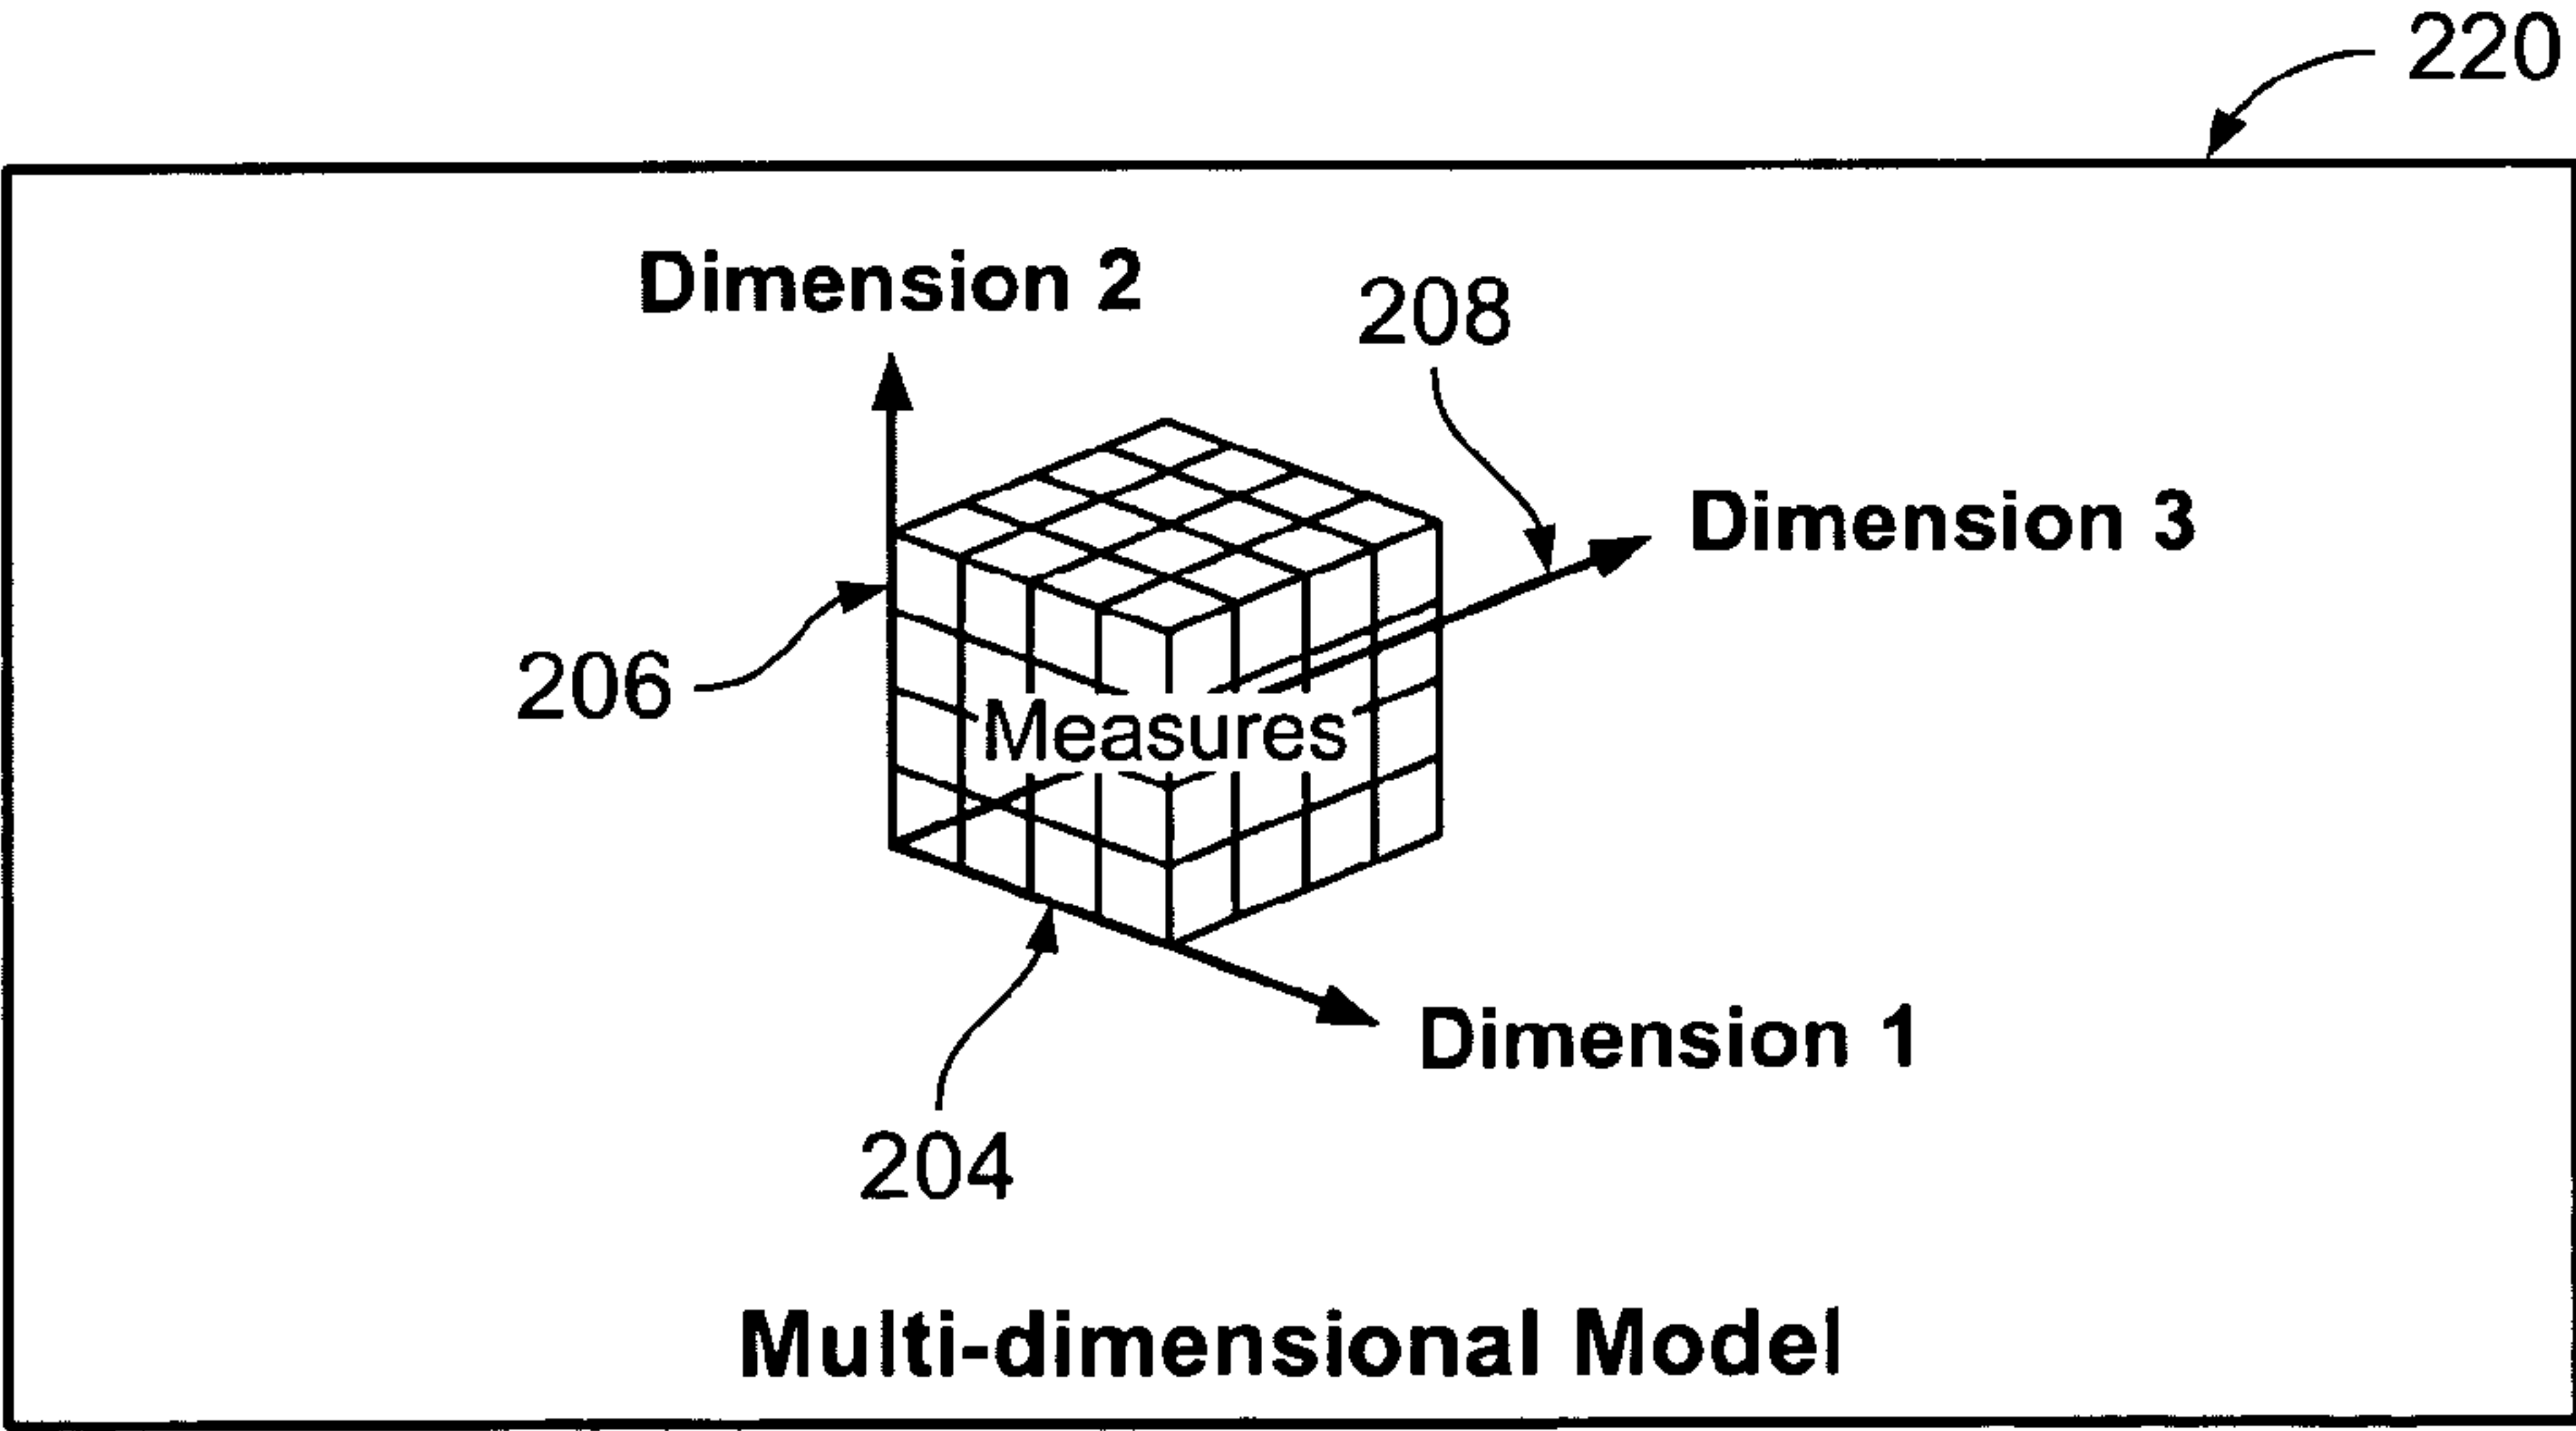 220
Dimension 2
208
Dimension 3
206
Measures
Dimension 1
204
Multi-dimensional Model